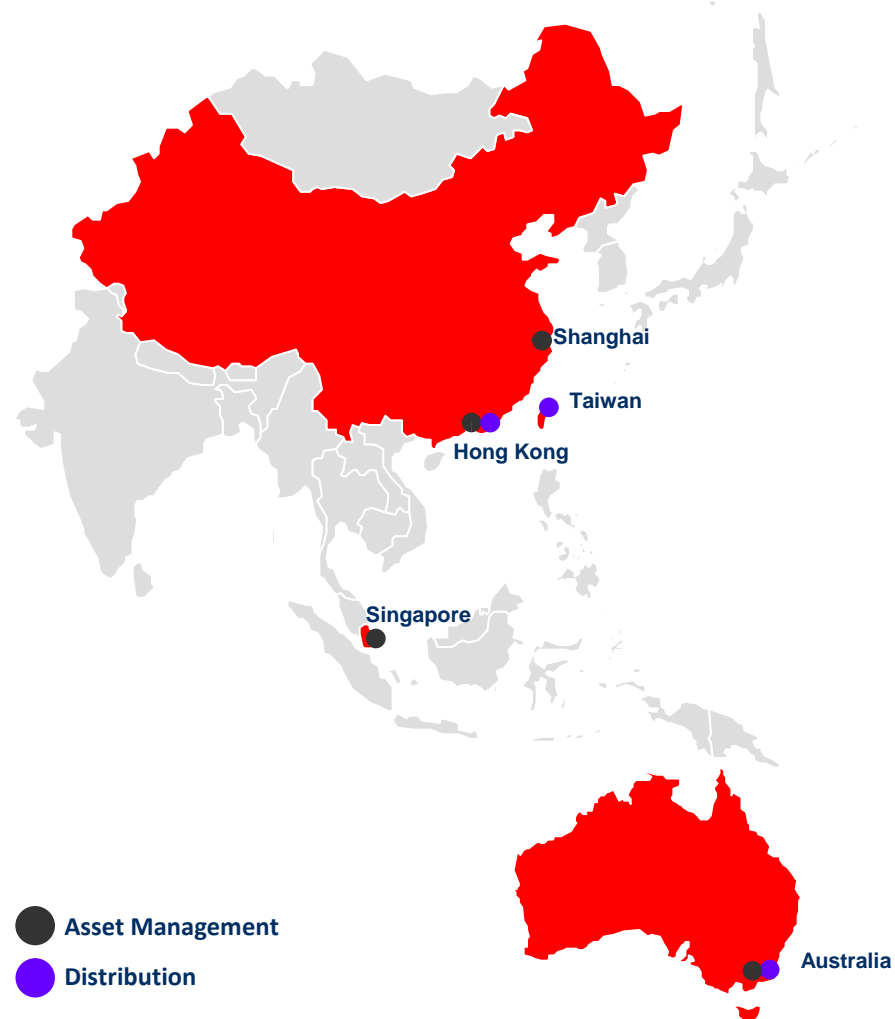 Shanghai
Taiwan
Hong Kong
Singapore
Asset Management
Distribution
Australia